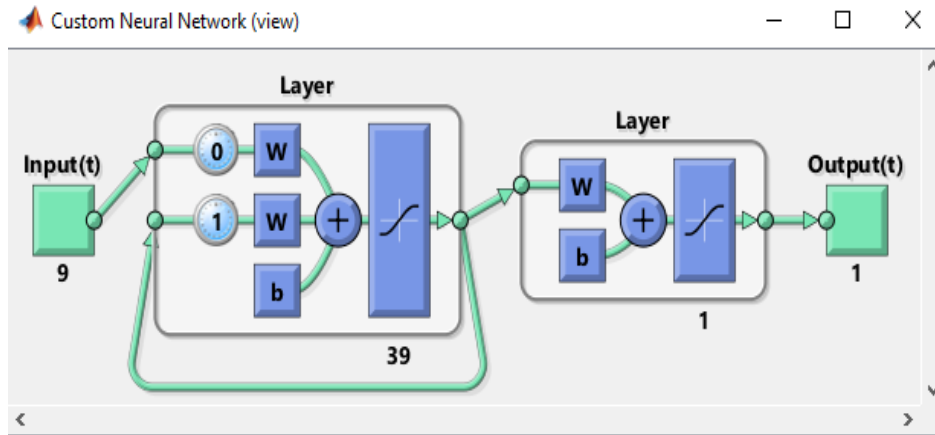 Custom Neural Network (view)
Layer
Layer
Input(t)
Output(t)
0
W
1
W
b
+
W
b
+
9
39
1
1